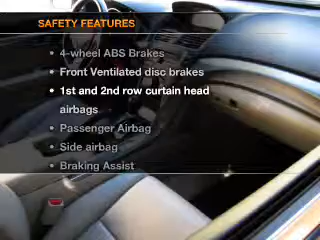 SAFETY FEATURES
• 4-wheel ABS Brakes
• Front Ventilated disc brakes
• 1st and 2nd row curtain head
airbags
• Passenger Airbag
• Side airbag
• Braking Assist